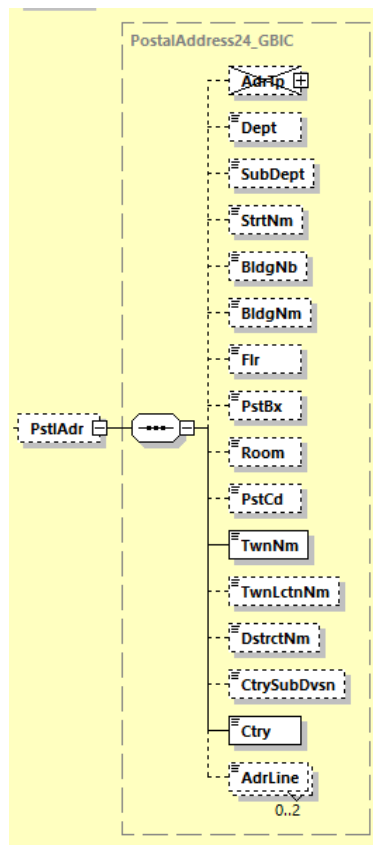 PostalAddress24_GBIC
AdrTp
Dept
SubDept
StrtNm
BldgNb
BldgNm
Flr
PstBx
PstlAdr
Room
PstCd
TwnNm
TwnLctnNm
DstrctNm
CtrySubDvsn
Ctry
AdrLine
0..2